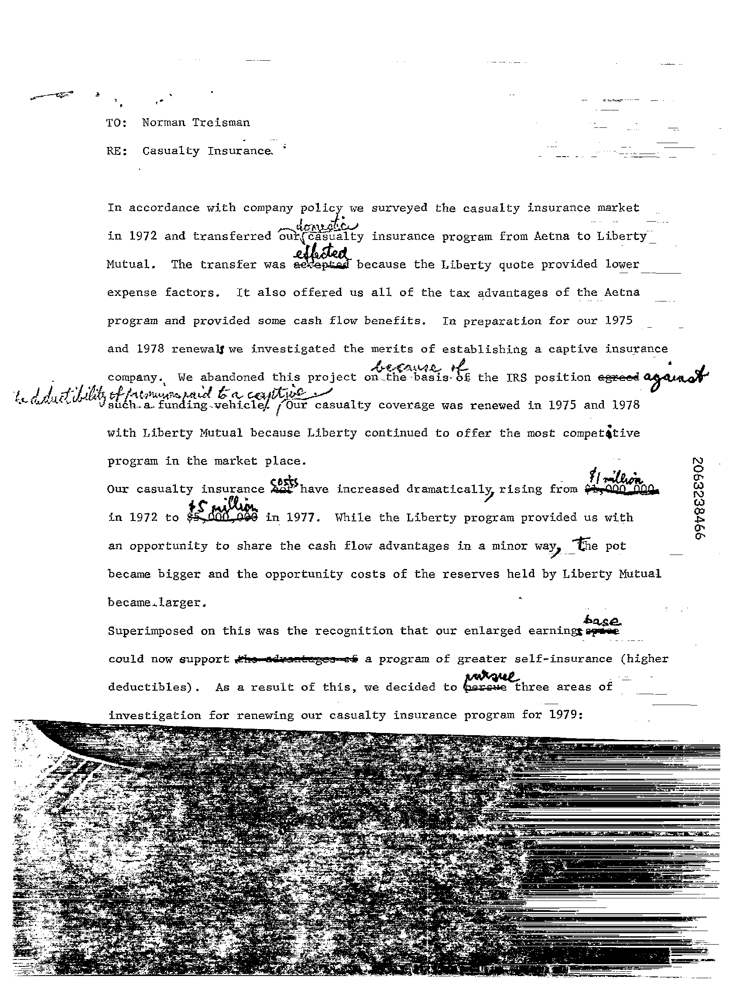 TO: Norman Treisman
RE: Casualty Insurance.
In accordance with company policy we surveyed the casualty insurance market
domestic
in 1972 and transferred our casualty insurance program from Aetna to Liberty
effected
Mutual. The transfer was accepted because the Liberty quote provided lower
expense factors. It also offered us all of the tax advantages of the Aetna
program and provided some cash flow benefits. In preparation for our 1975
and 1978 renewals we investigated the merits of establishing a captive insurance
because of
company. We abandoned this project on the basis of the IRS position agreed against
the deductibility of premiums paid to a captive
such a funding vehicle. Our casualty coverage was renewed in 1975 and 1978
with Liberty Mutual because Liberty continued to offer the most competitive
program in the market place.
costs $1 million
Our casualty insurance have increased dramatically, rising from $1,000,000
$5 million
in 1972 to $5,000,000 in 1977. While the Liberty program provided us with
an opportunity to share the cash flow advantages in a minor way, the pot
became bigger and the opportunity costs of the reserves held by Liberty Mutual
became larger.
base
Superimposed on this was the recognition that our enlarged earnings
could now support the advantages of a program of greater self-insurance (higher
pursue
deductibles). As a result of this, we decided to persue three areas of
investigation for renewing our casualty insurance program for 1979:
2063238466